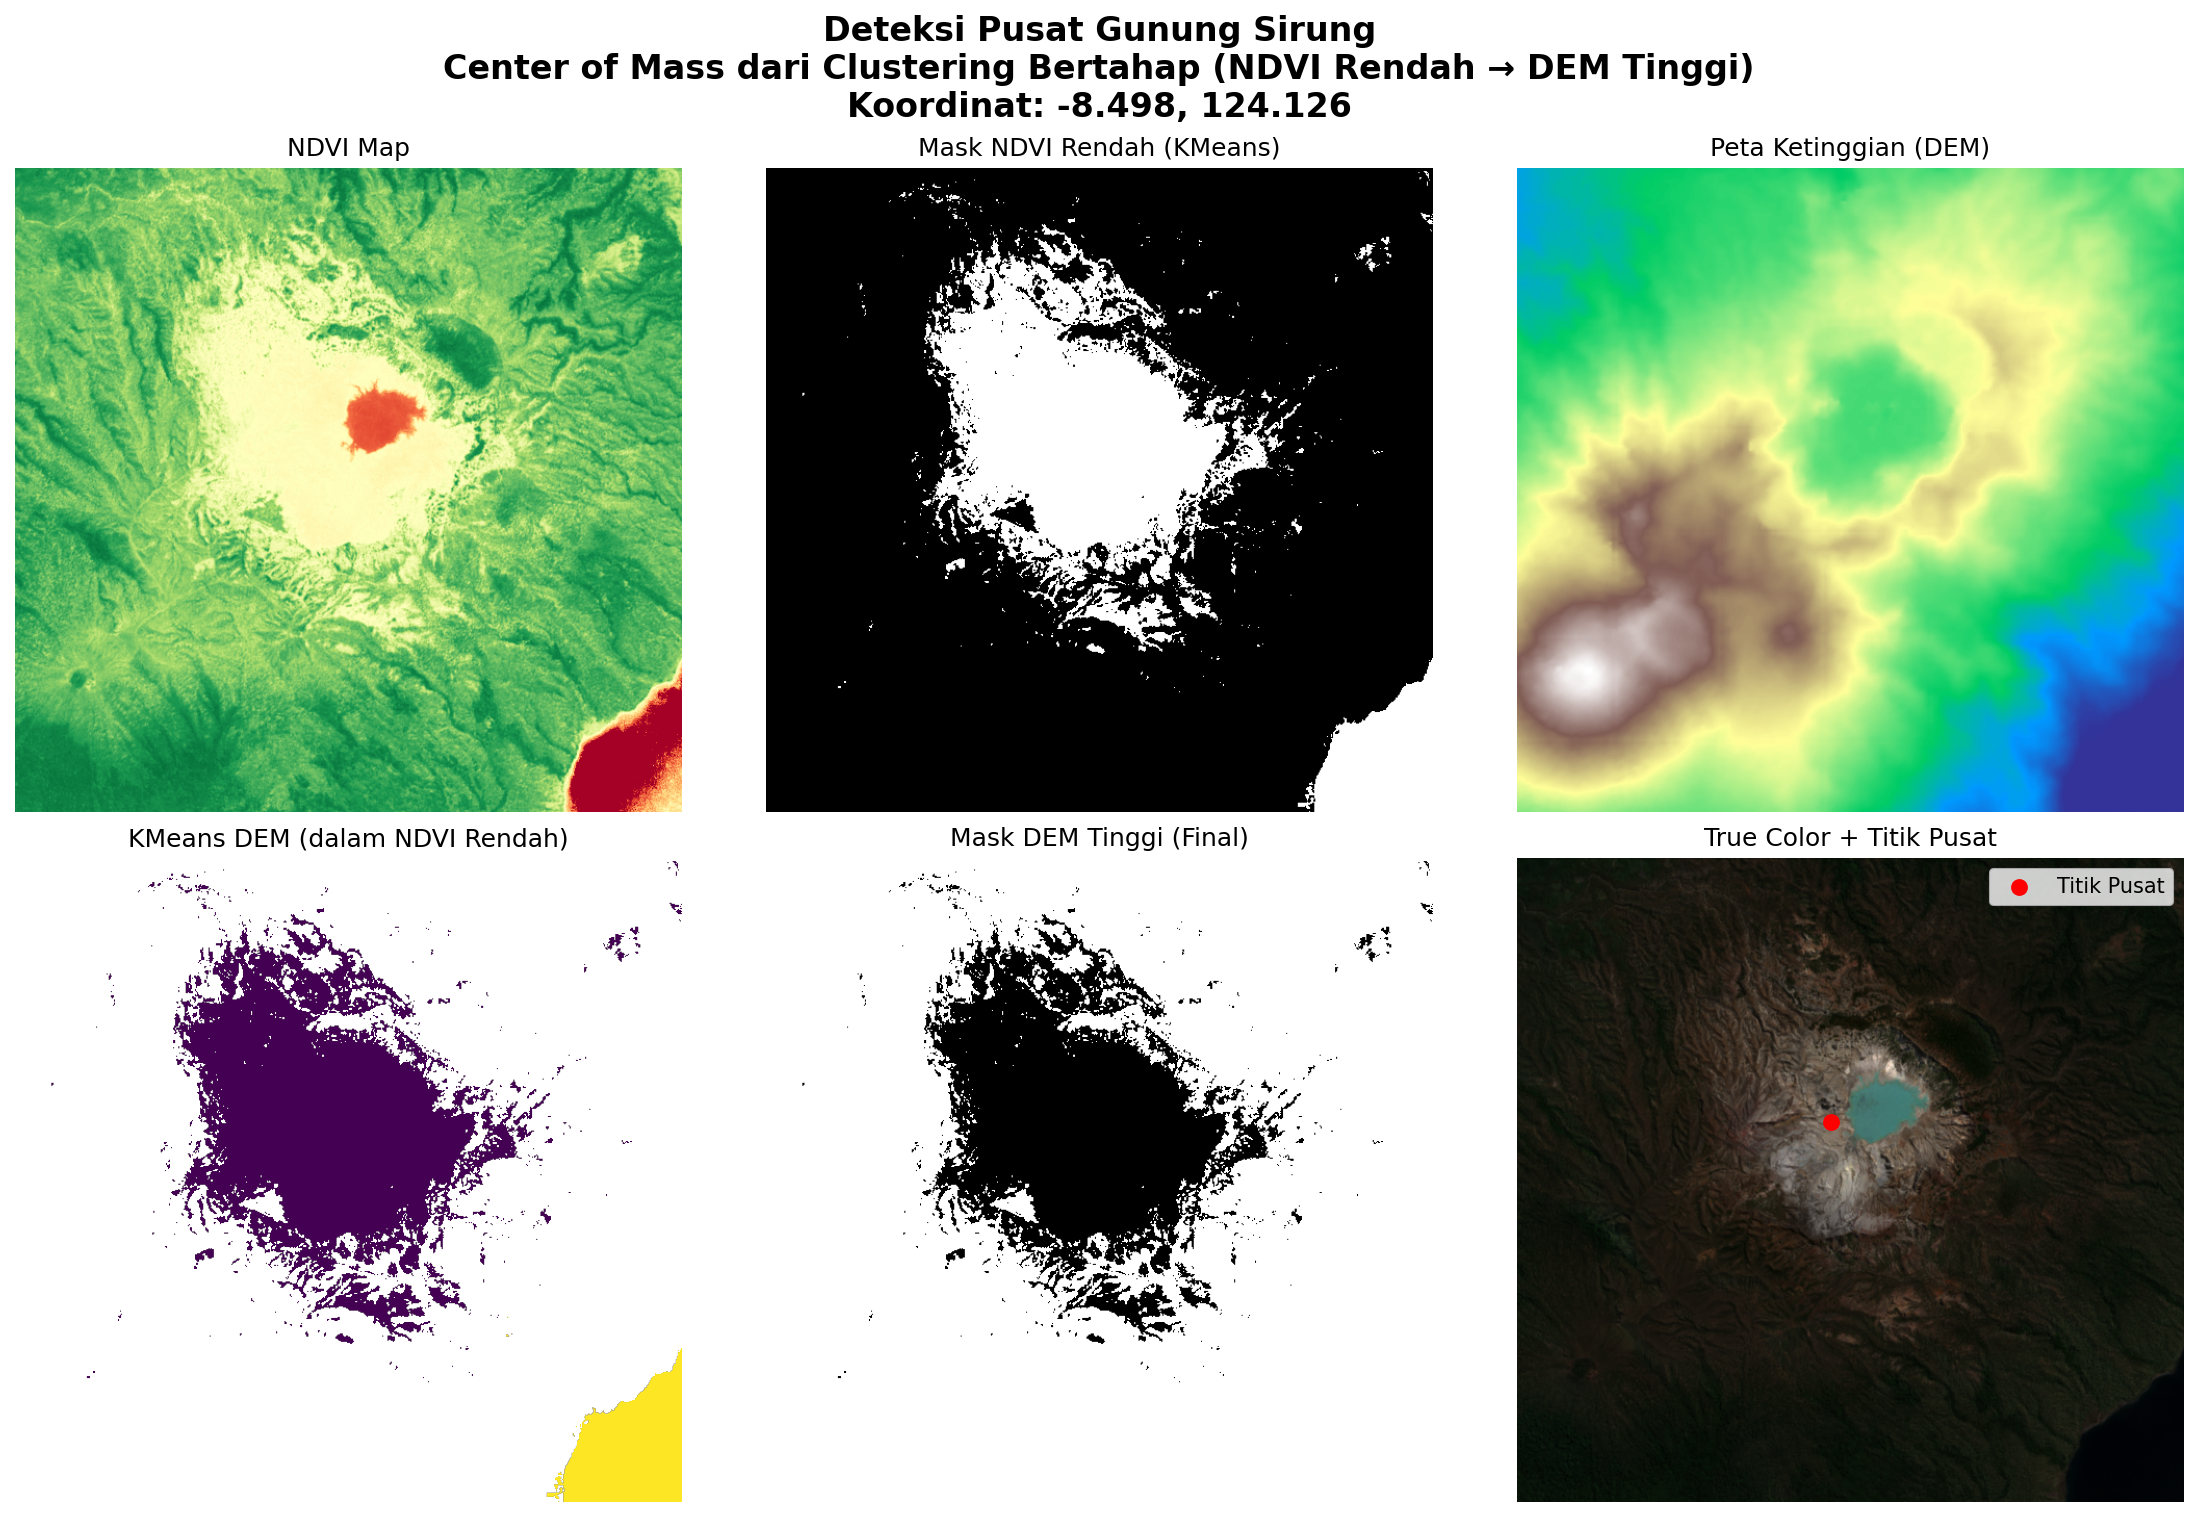 Deteksi Pusat Gunung Sirung
Center of Mass dari Clustering Bertahap (NDVI Rendah → DEM Tinggi)
Koordinat: -8.498, 124.126
NDVI Map
Mask NDVI Rendah (KMeans)
Peta Ketinggian (DEM)
KMeans DEM (dalam NDVI Rendah)
Mask DEM Tinggi (Final)
True Color + Titik Pusat
Titik Pusat